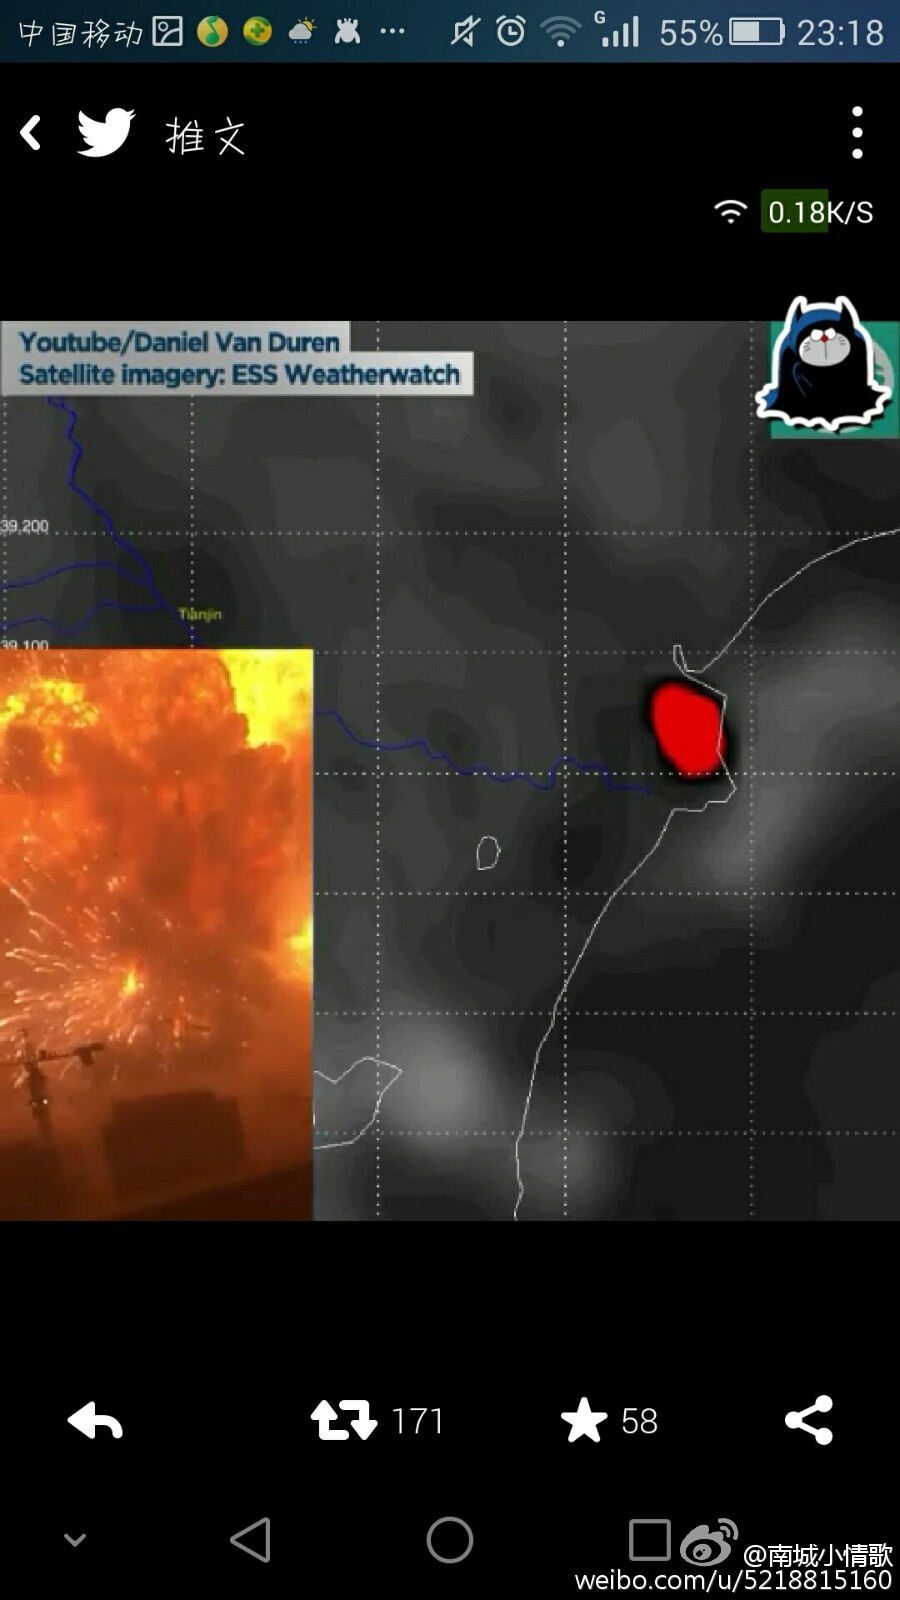 中国移动
G
55%
23:18
推文
0.18K/S
Youtube/Daniel Van Duren
Satellite imagery: ESS Weatherwatch
39.200
Tianjin
39.100
171
58
@南城小情歌
weibo.com/u/5218815160